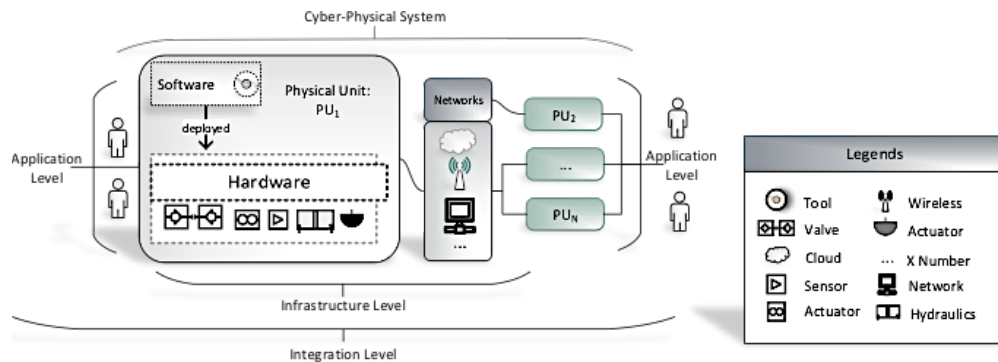 Cyber-Physical System
Software
Physical Unit:
PU1
deployed
Hardware
Application
Level
Networks
...
PU2
...
PUN
Application
Level
Infrastructure Level
Integration Level
Legends
Tool
Wireless
Valve
Actuator
Cloud
... X Number
Sensor
Network
Actuator
Hydraulics